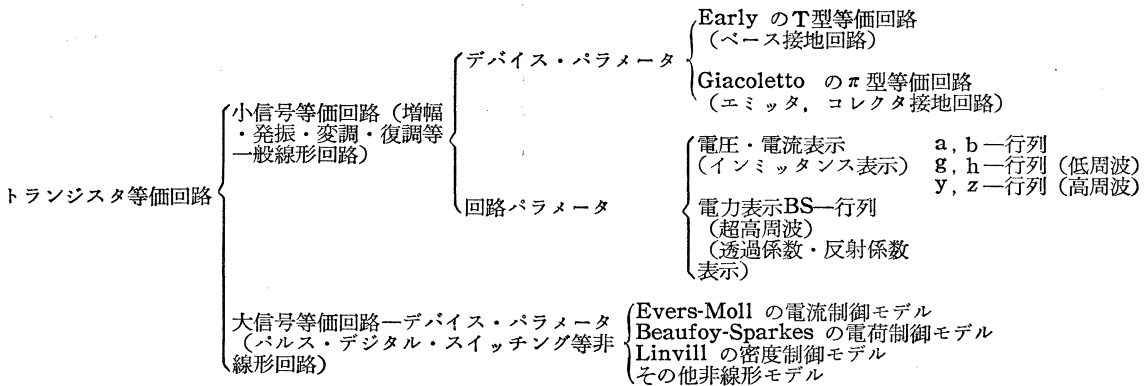 トランジスタ等価回路
小信号等価回路（増幅
・発振・変調・復調等
一般線形回路）
デバイス・パラメータ
Early のT型等価回路
（ベース接地回路）
Giacoletto のπ型等価回路
（エミッタ，コレクタ接地回路）
回路パラメータ
電圧・電流表示
（インミッタンス表示）
a, b—行列
g, h—行列（低周波）
y, z—行列（高周波）
電力表示BS—行列
（超高周波）
（透過係数・反射係数
表示）
大信号等価回路—デバイス・パラメータ
（パルス・デジタル・スイッチング等非
線形回路）
Evers-Moll の電流制御モデル
Beaufoy-Sparkes の電荷制御モデル
Linvill の密度制御モデル
その他非線形モデル